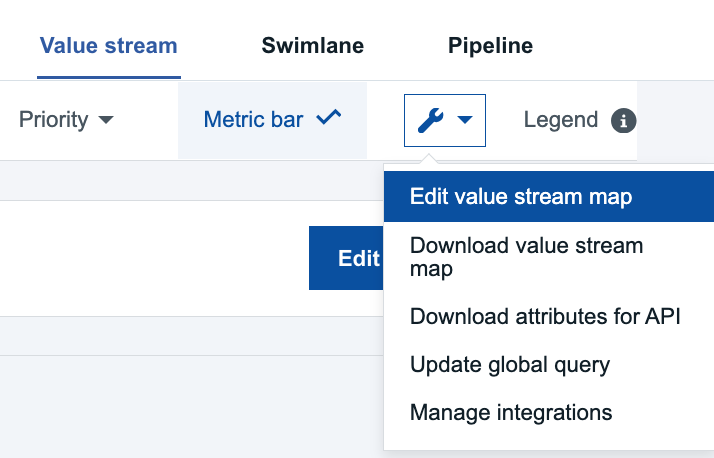 Value stream
Swimlane
Pipeline
Priority
Metric bar
Legend
Edit
Edit value stream map
Download value stream
map
Download attributes for API
Update global query
Manage integrations